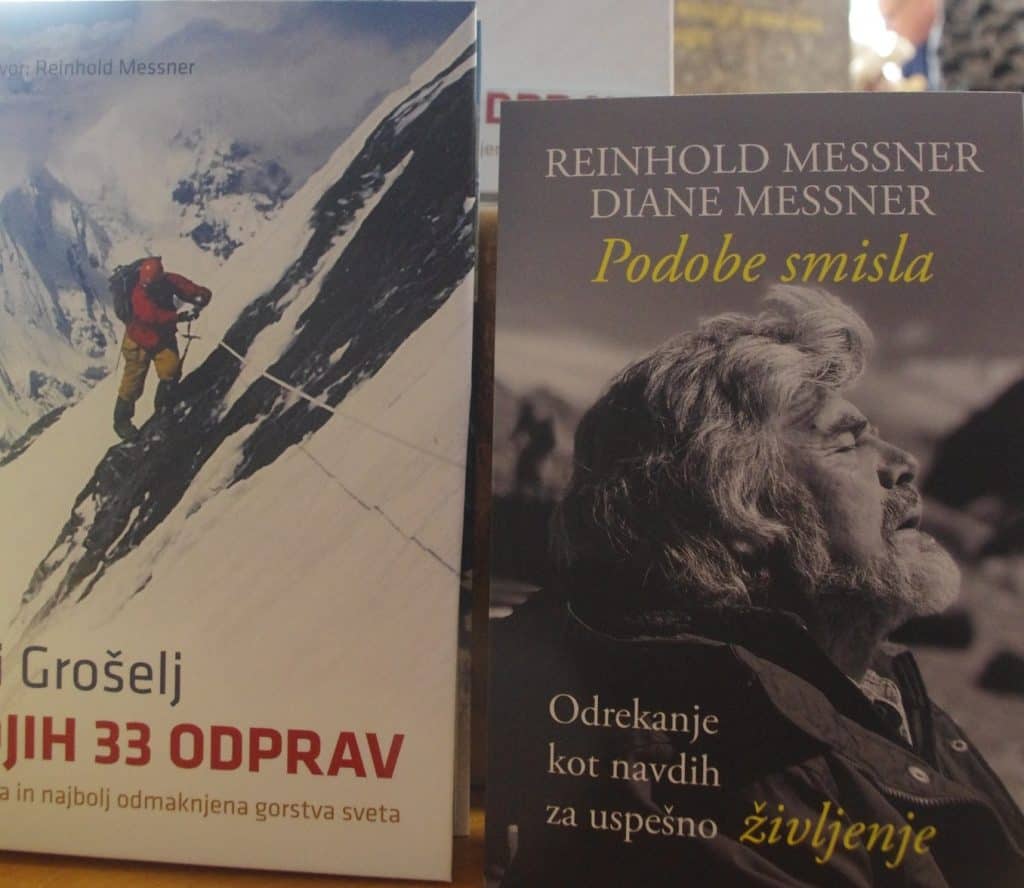 vor: Reinhold Messner
i Grošelj
JIH 33 ODPRAV
a in najbolj odmaknjena gorstva sveta
REINHOLD MESSNER
DIANE MESSNER
Podobe smisla
Odrekanje
kot navdih
za uspešno življenje